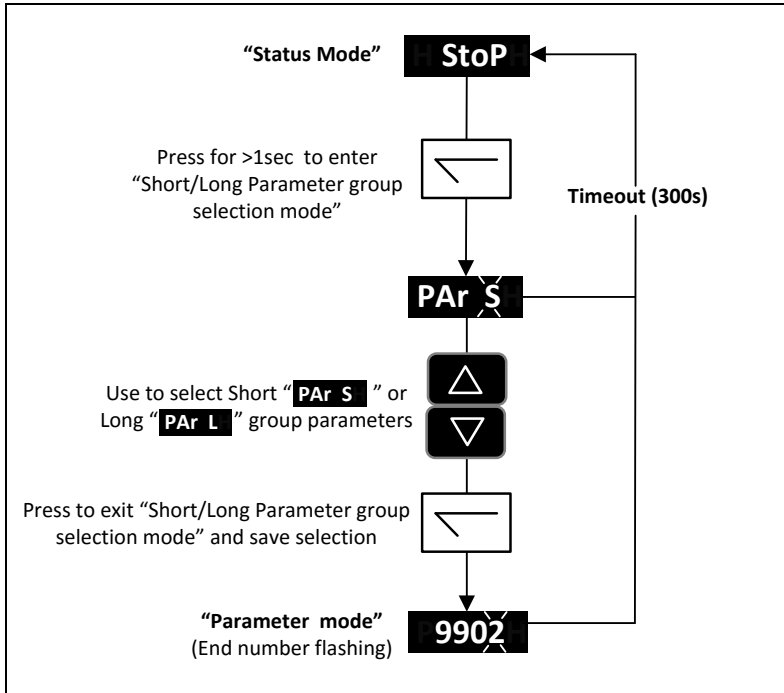 “Status Mode”
StoP
Press for >1sec to enter
“Short/Long Parameter group
selection mode”
Timeout (300s)
PAr S
Use to select Short “ PAr S ” or
Long “ PAr L ” group parameters
Press to exit “Short/Long Parameter group
selection mode” and save selection
“Parameter mode”
(End number flashing)
9902